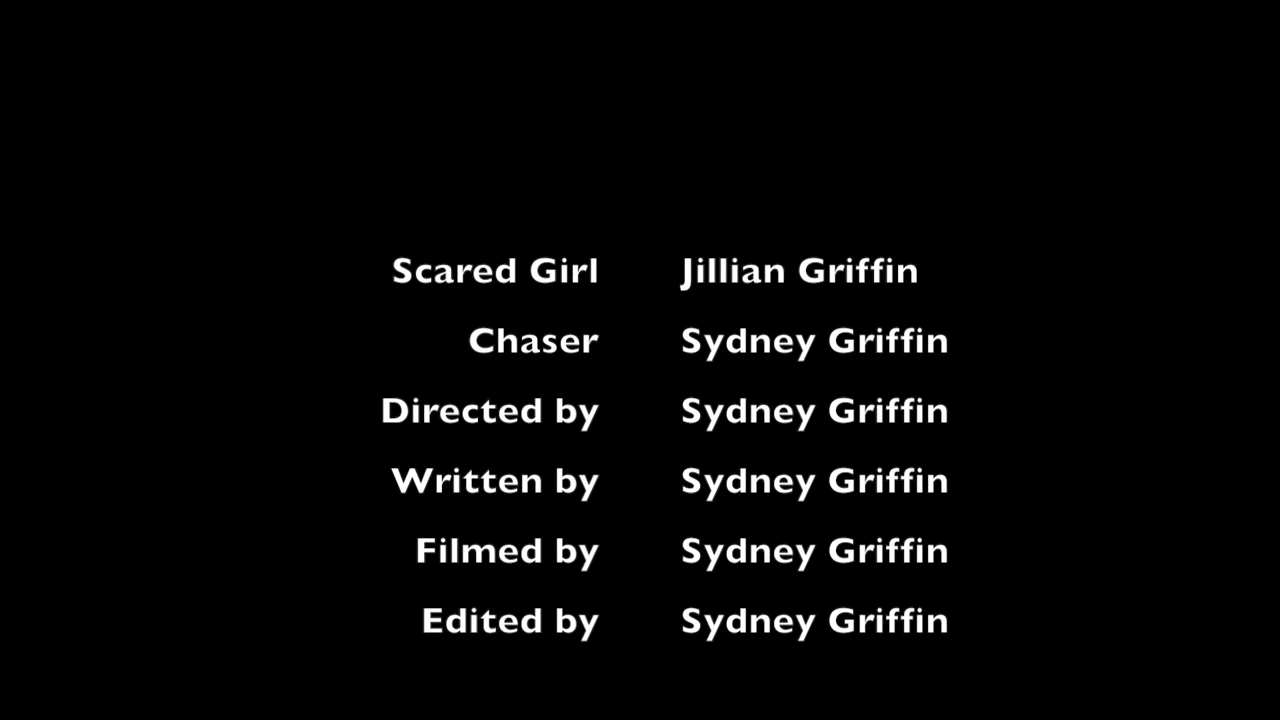 Scared Girl Jillian Griffin
Chaser Sydney Griffin
Directed by Sydney Griffin
Written by Sydney Griffin
Filmed by Sydney Griffin
Edited by Sydney Griffin